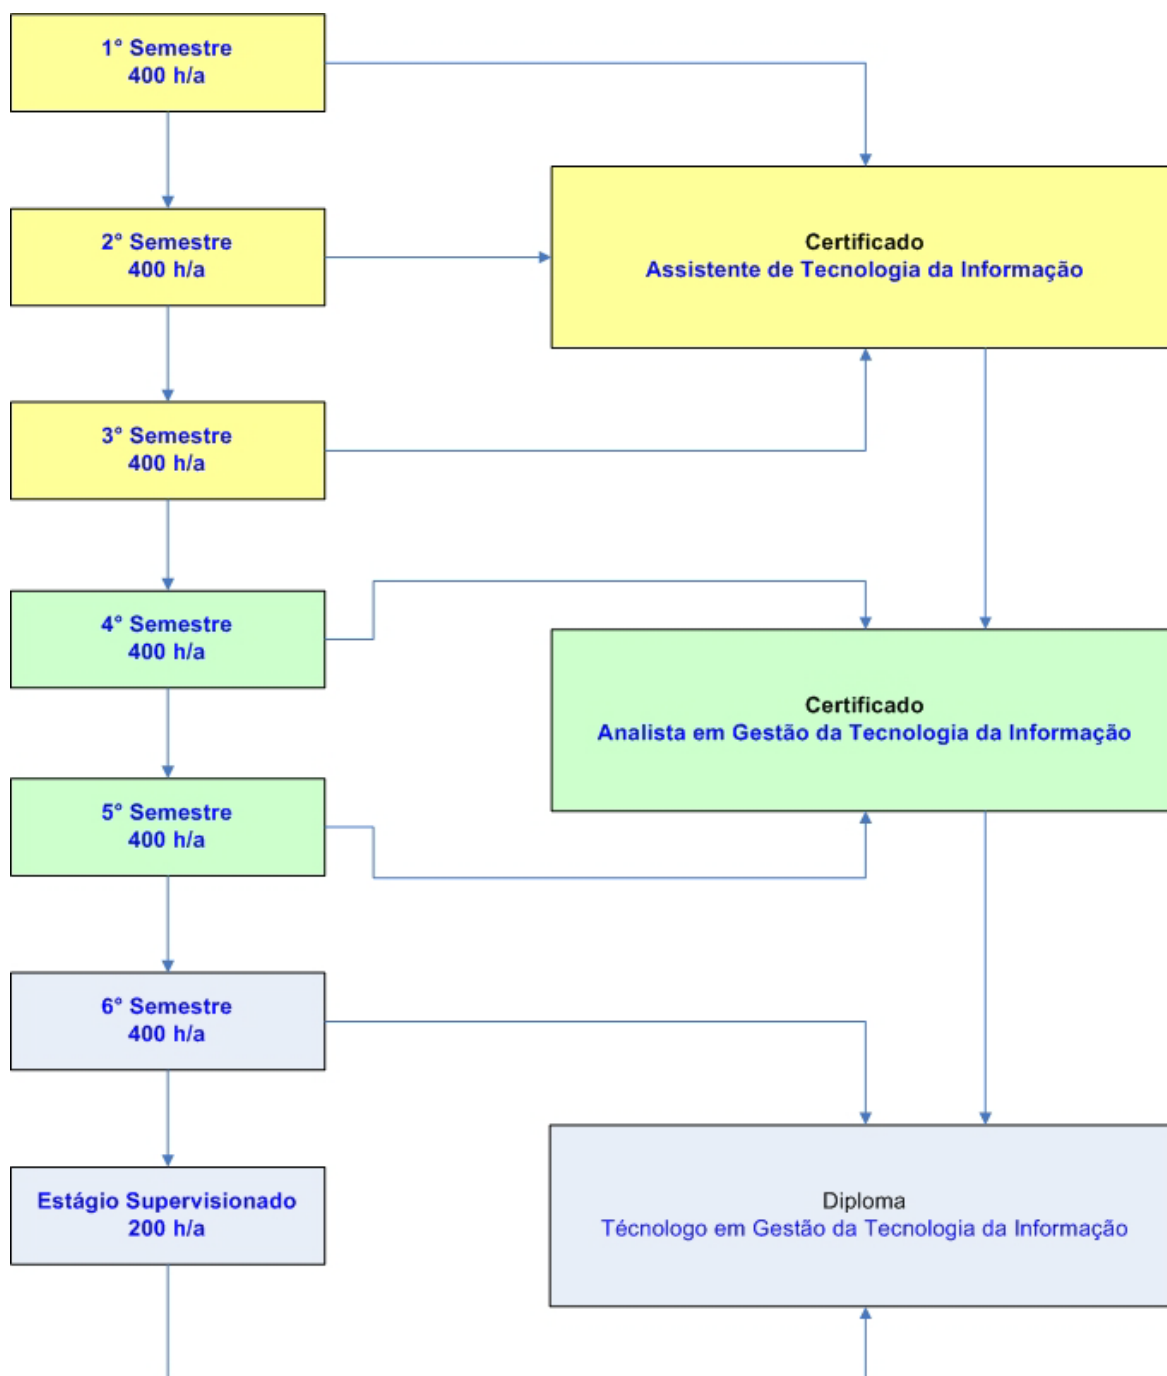 1° Semestre
400 h/a
2° Semestre
400 h/a
Certificado
Assistente de Tecnologia da Informação
3° Semestre
400 h/a
4° Semestre
400 h/a
Certificado
Analista em Gestão da Tecnologia da Informação
5° Semestre
400 h/a
6° Semestre
400 h/a
Estágio Supervisionado
200 h/a
Diploma
Técnologo em Gestão da Tecnologia da Informação